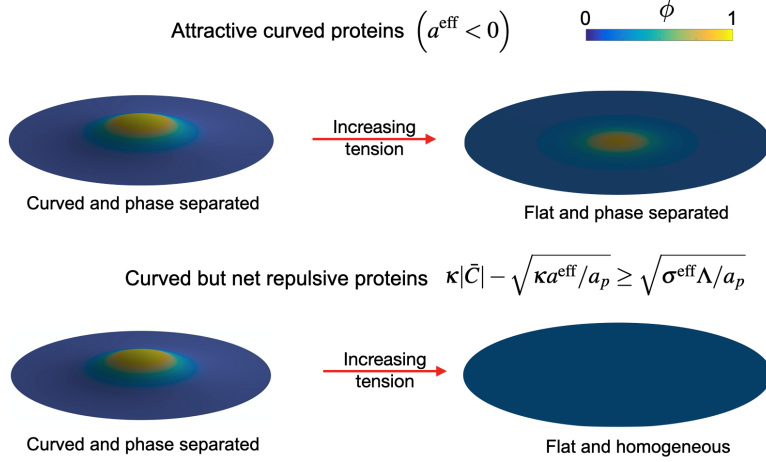 Attractive curved proteins (a^eff < 0)
0 ϕ 1
Increasing
tension
Curved and phase separated
Flat and phase separated
Curved but net repulsive proteins κ|C̄| − √(κa^eff/a_p) ≥ √(σ^eff Λ/a_p)
Increasing
tension
Curved and phase separated
Flat and homogeneous